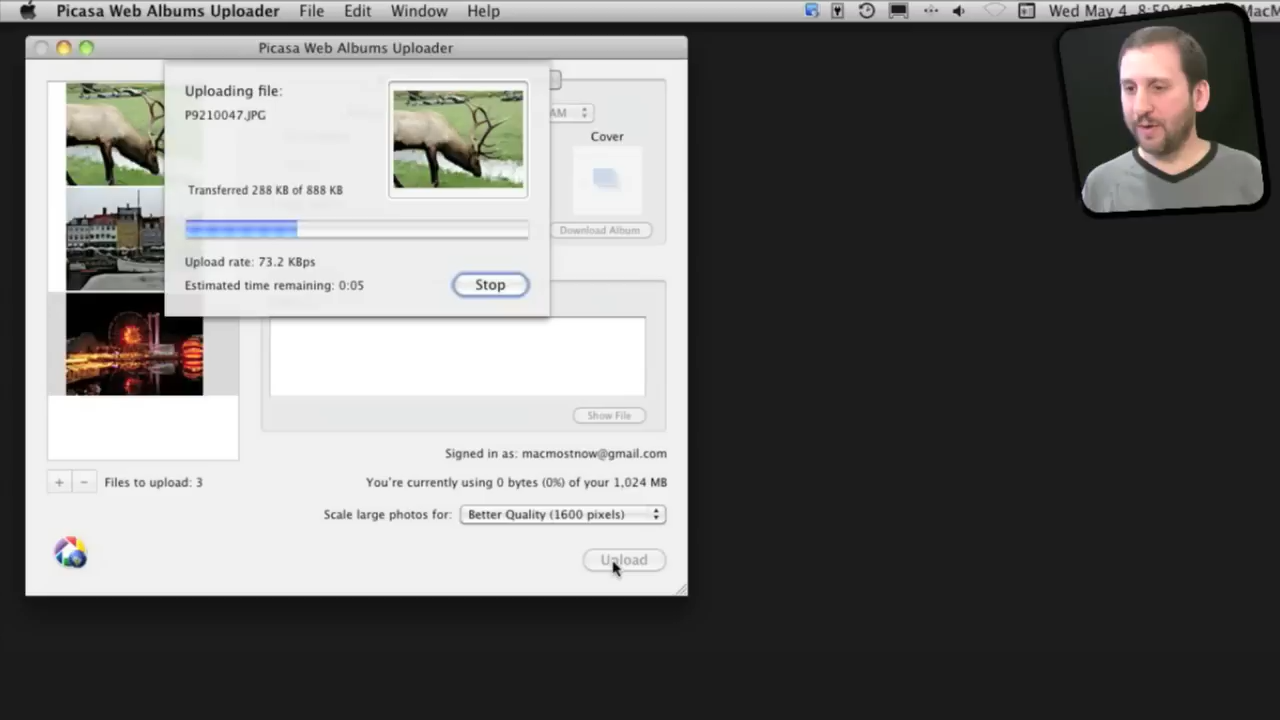 Picasa Web Albums Uploader File Edit Window Help
Wed May 4
Picasa Web Albums Uploader
Uploading file:
P9210047.JPG
AM
Cover
Transferred 288 KB of 888 KB
Download Album
Upload rate: 73.2 KBps
Estimated time remaining: 0:05
Stop
Show File
Signed in as: macmostnow@gmail.com
+ - Files to upload: 3
You're currently using 0 bytes (0%) of your 1,024 MB
Scale large photos for: Better Quality (1600 pixels)
Upload